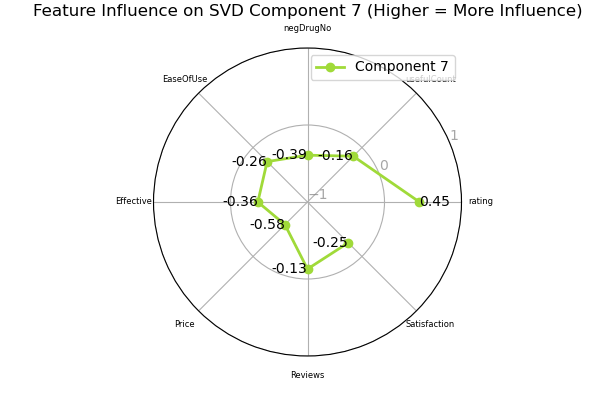 Feature Influence on SVD Component 7 (Higher = More Influence)
negDrugNo
Component 7
EaseOfUse
usefulCount
1
-0.39
-0.16
-0.26
0
−1
Effective
-0.36
0.45
rating
-0.58
-0.25
-0.13
Price
Satisfaction
Reviews